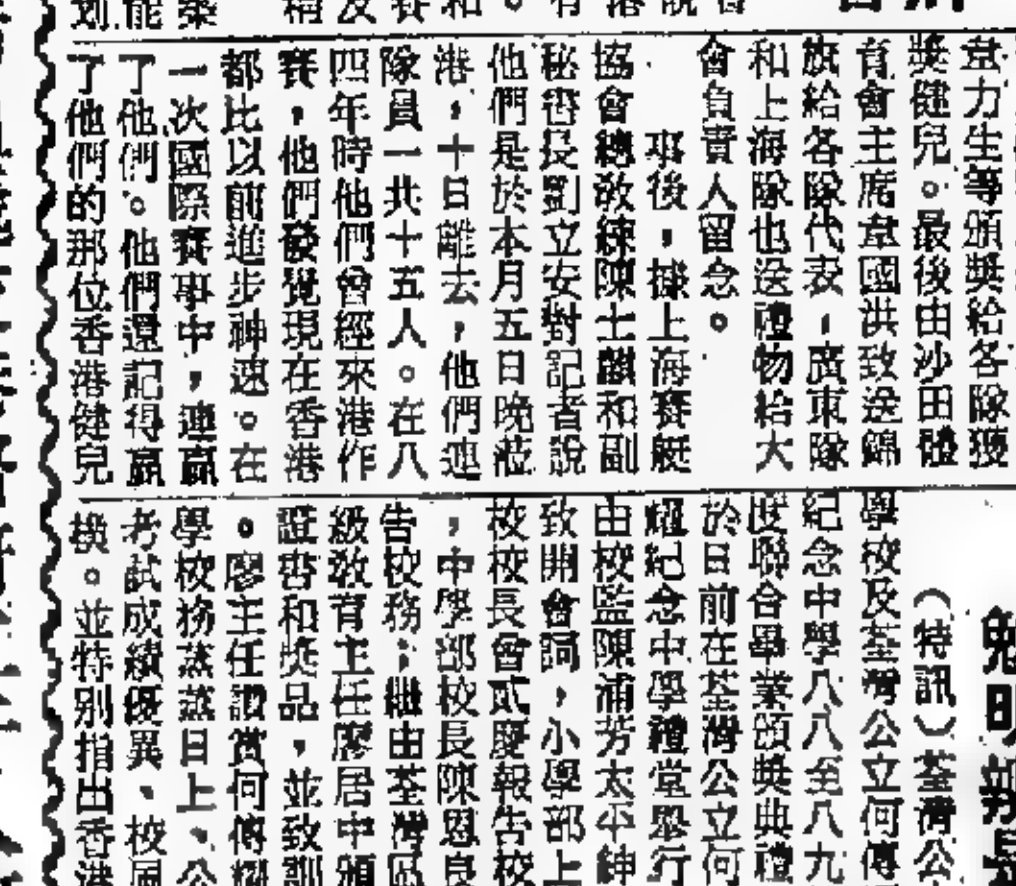 韋力生等頒獎給各隊獲
獎健兒。最後由沙田體
育會主席韋國洪致送錦
旗給各隊代表，廣東隊
和上海隊也送禮物給大
會負責人留念。
事後，據上海賽艇
協會總教練陳士麟和副
秘書長劉立安對記者說
他們是於本月五日晚蒞
港，十日離去，他們連
隊員一共十五人。在八
四年時他們曾經來港作
賽，他們發覺現在香港
都比以前進步神速。在
一次國際賽事中，連贏
了他們。他們還記得贏
了他們的那位香港健兒
（特訊）荃灣公
學校及荃灣公立何傳
紀念中學八八至八九
度聯合畢業頒獎典禮
於日前在荃灣公立何
耀紀念中學禮堂舉行
由校監陳浦芳太平紳
致開會詞，小學部上
校校長曾貳慶報告校
，中學部校長陳恩良
告校務；繼由荃灣區
級教育主任廖居中頒
證書和獎品，並致訓
。廖主任讚賞何傳耀
學校務蒸蒸日上、公
考試成績優異、校風
機。並特別指出香港